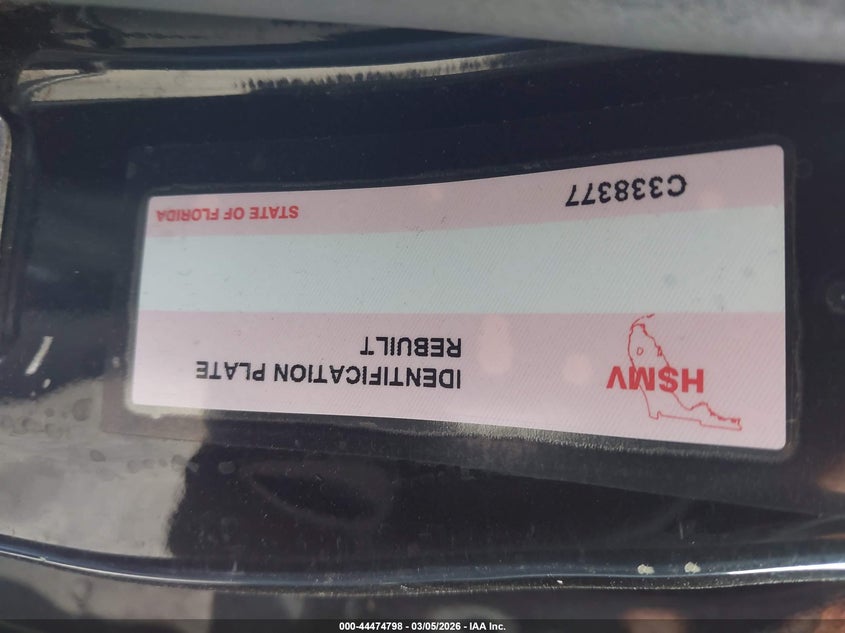 HSMV
IDENTIFICATION PLATE
REBUILT
C338377
STATE OF FLORIDA
000-44474798 - 03/05/2026 - IAA Inc.